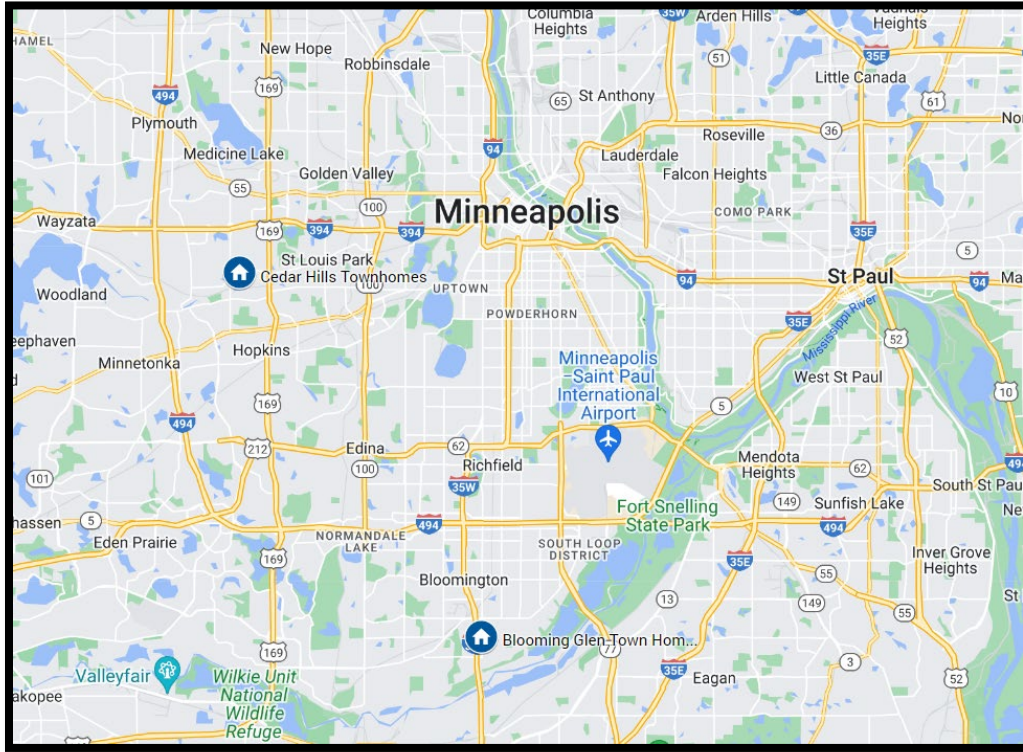 Columbia
Heights
35W
Arden Hills
Vadnais
Heights
HAMEL
New Hope
Robbinsdale
51
35E
Little Canada
494
169
65
St Anthony
61
Plymouth
Roseville
36
94
Medicine Lake
Lauderdale
Golden Valley
Falcon Heights
55
100
Minneapolis
COMO PARK
Wayzata
169
394
394
35E
5
St Louis Park
Cedar Hills Townhomes
100
UPTOWN
94
St Paul
94
Woodland
POWDERHORN
35E
Mississippi River
52
eephaven
Minnetonka
Hopkins
Minneapolis
-Saint Paul
International
Airport
West St Paul
10
169
5
494
212
Edina
62
Richfield
Mendota
Heights
62
494
101
100
35W
149
South St Pau
Sunfish Lake
hassen
5
Eden Prairie
NORMANDALE
LAKE
494
Fort Snelling
State Park
494
SOUTH LOOP
DISTRICT
169
35E
Inver Grove
Heights
Bloomington
55
13
149
55
St
Blooming Glen Town Hom...
169
77
3
Valleyfair
Wilkie Unit
National
Wildlife
Refuge
35E
Eagan
52
akopee